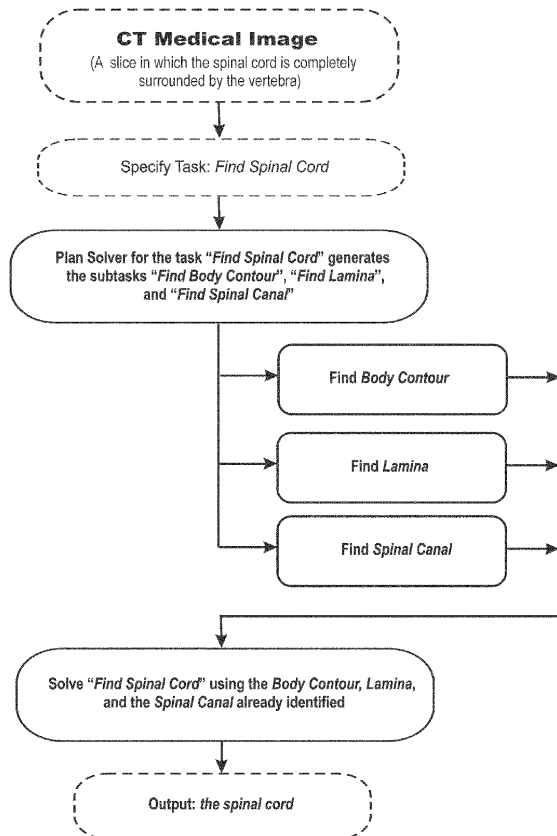 CT Medical Image
(A slice in which the spinal cord is completely
surrounded by the vertebra)
Specify Task: Find Spinal Cord
Plan Solver for the task “Find Spinal Cord” generates
the subtasks “Find Body Contour”, “Find Lamina”,
and “Find Spinal Canal”
Find Body Contour
Find Lamina
Find Spinal Canal
Solve “Find Spinal Cord” using the Body Contour, Lamina,
and the Spinal Canal already identified
Output: the spinal cord